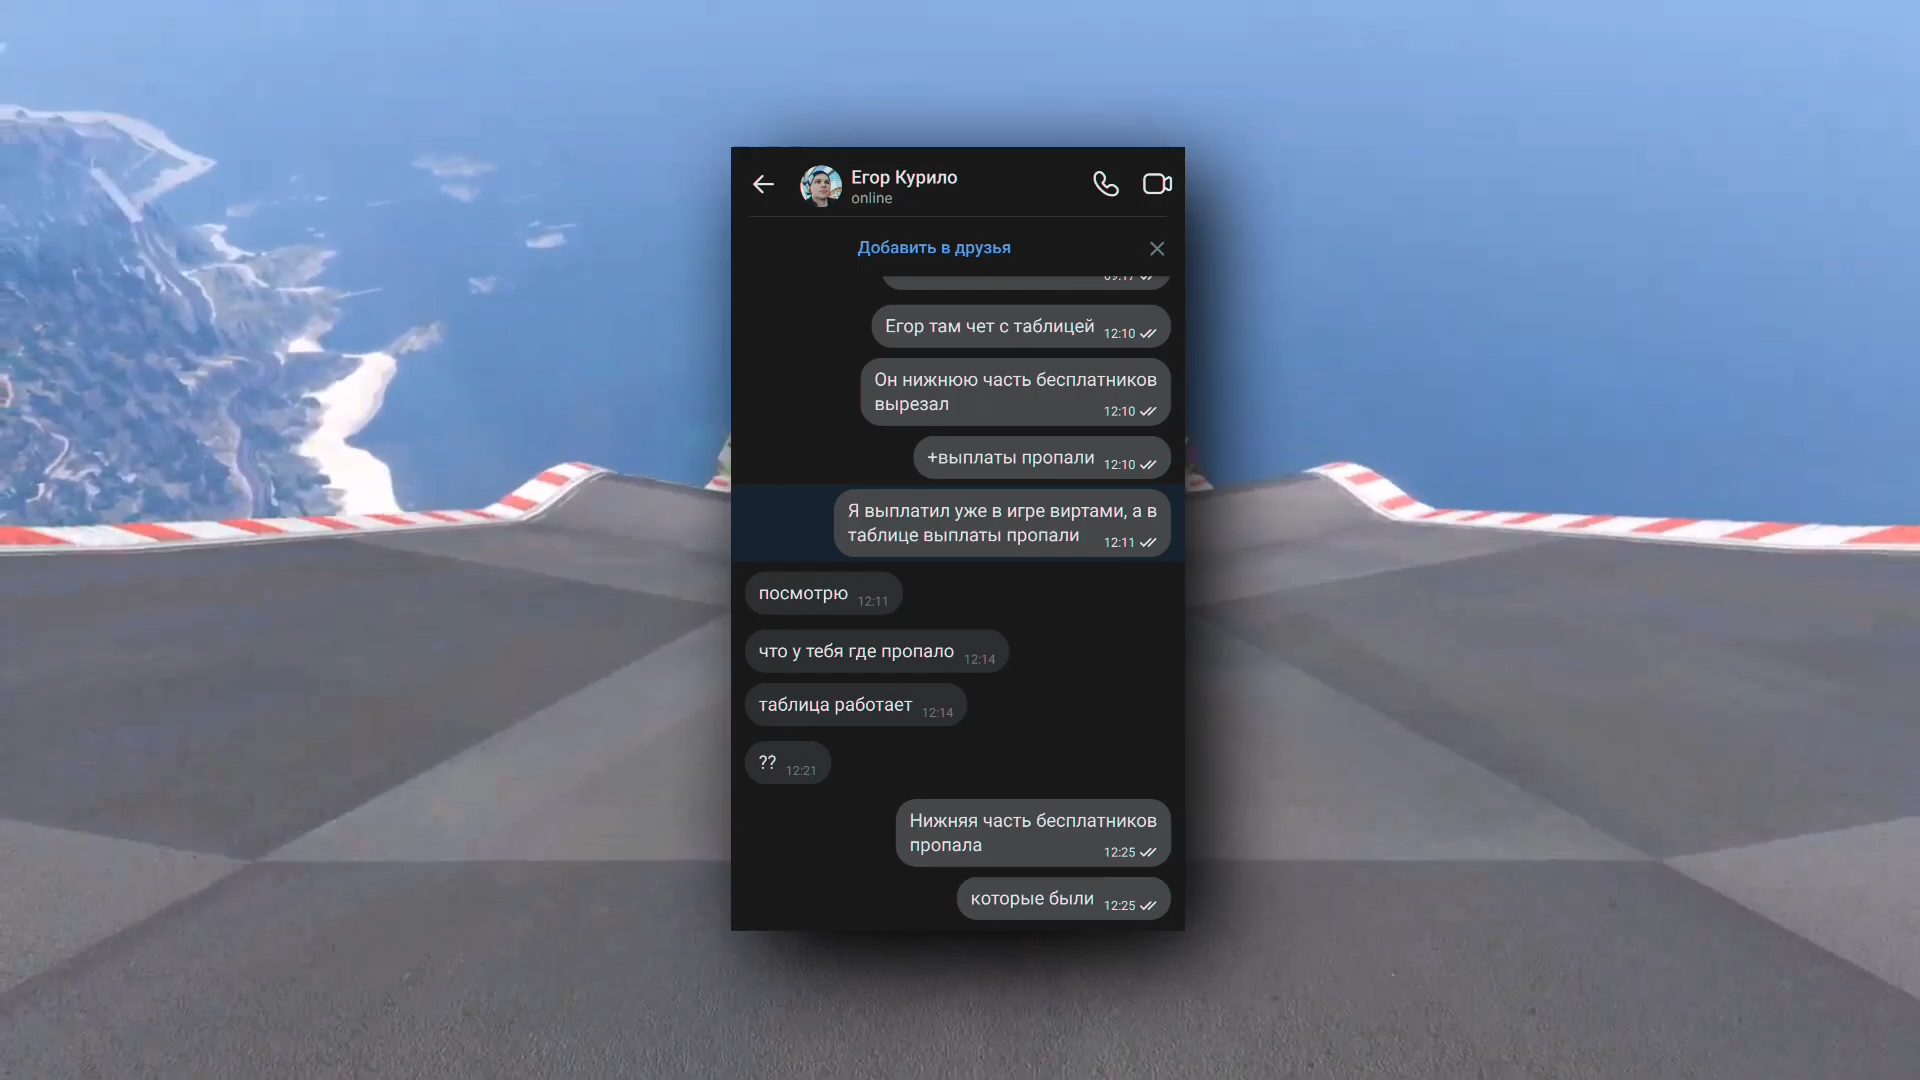 Егор Курило
online
Добавить в друзья
09:17
Егор там чет с таблицей 12:10
Он нижнюю часть бесплатников
вырезал 12:10
+выплаты пропали 12:10
Я выплатил уже в игре виртами, а в
таблице выплаты пропали 12:11
посмотрю 12:11
что у тебя где пропало 12:14
таблица работает 12:14
?? 12:21
Нижняя часть бесплатников
пропала 12:25
которые были 12:25